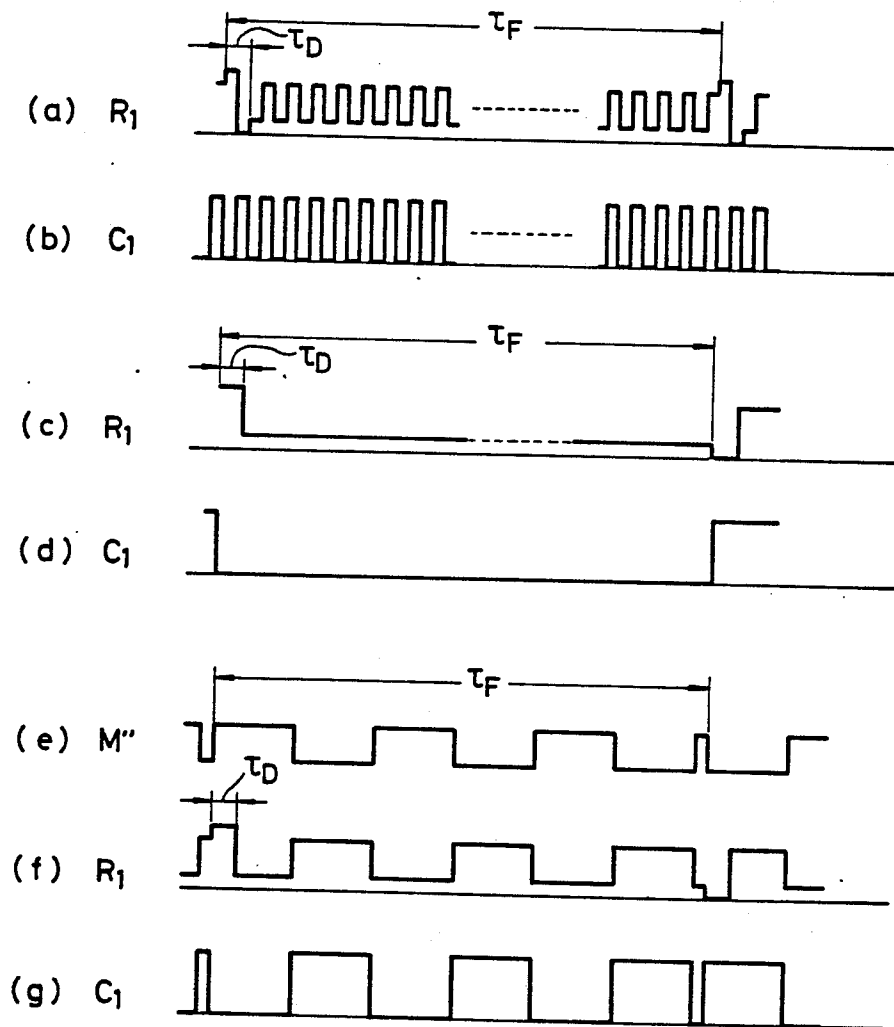 τF
τD
(a) R1
(b) C1
τF
τD
(c) R1
(d) C1
τF
(e) M"
τD
(f) R1
(g) C1